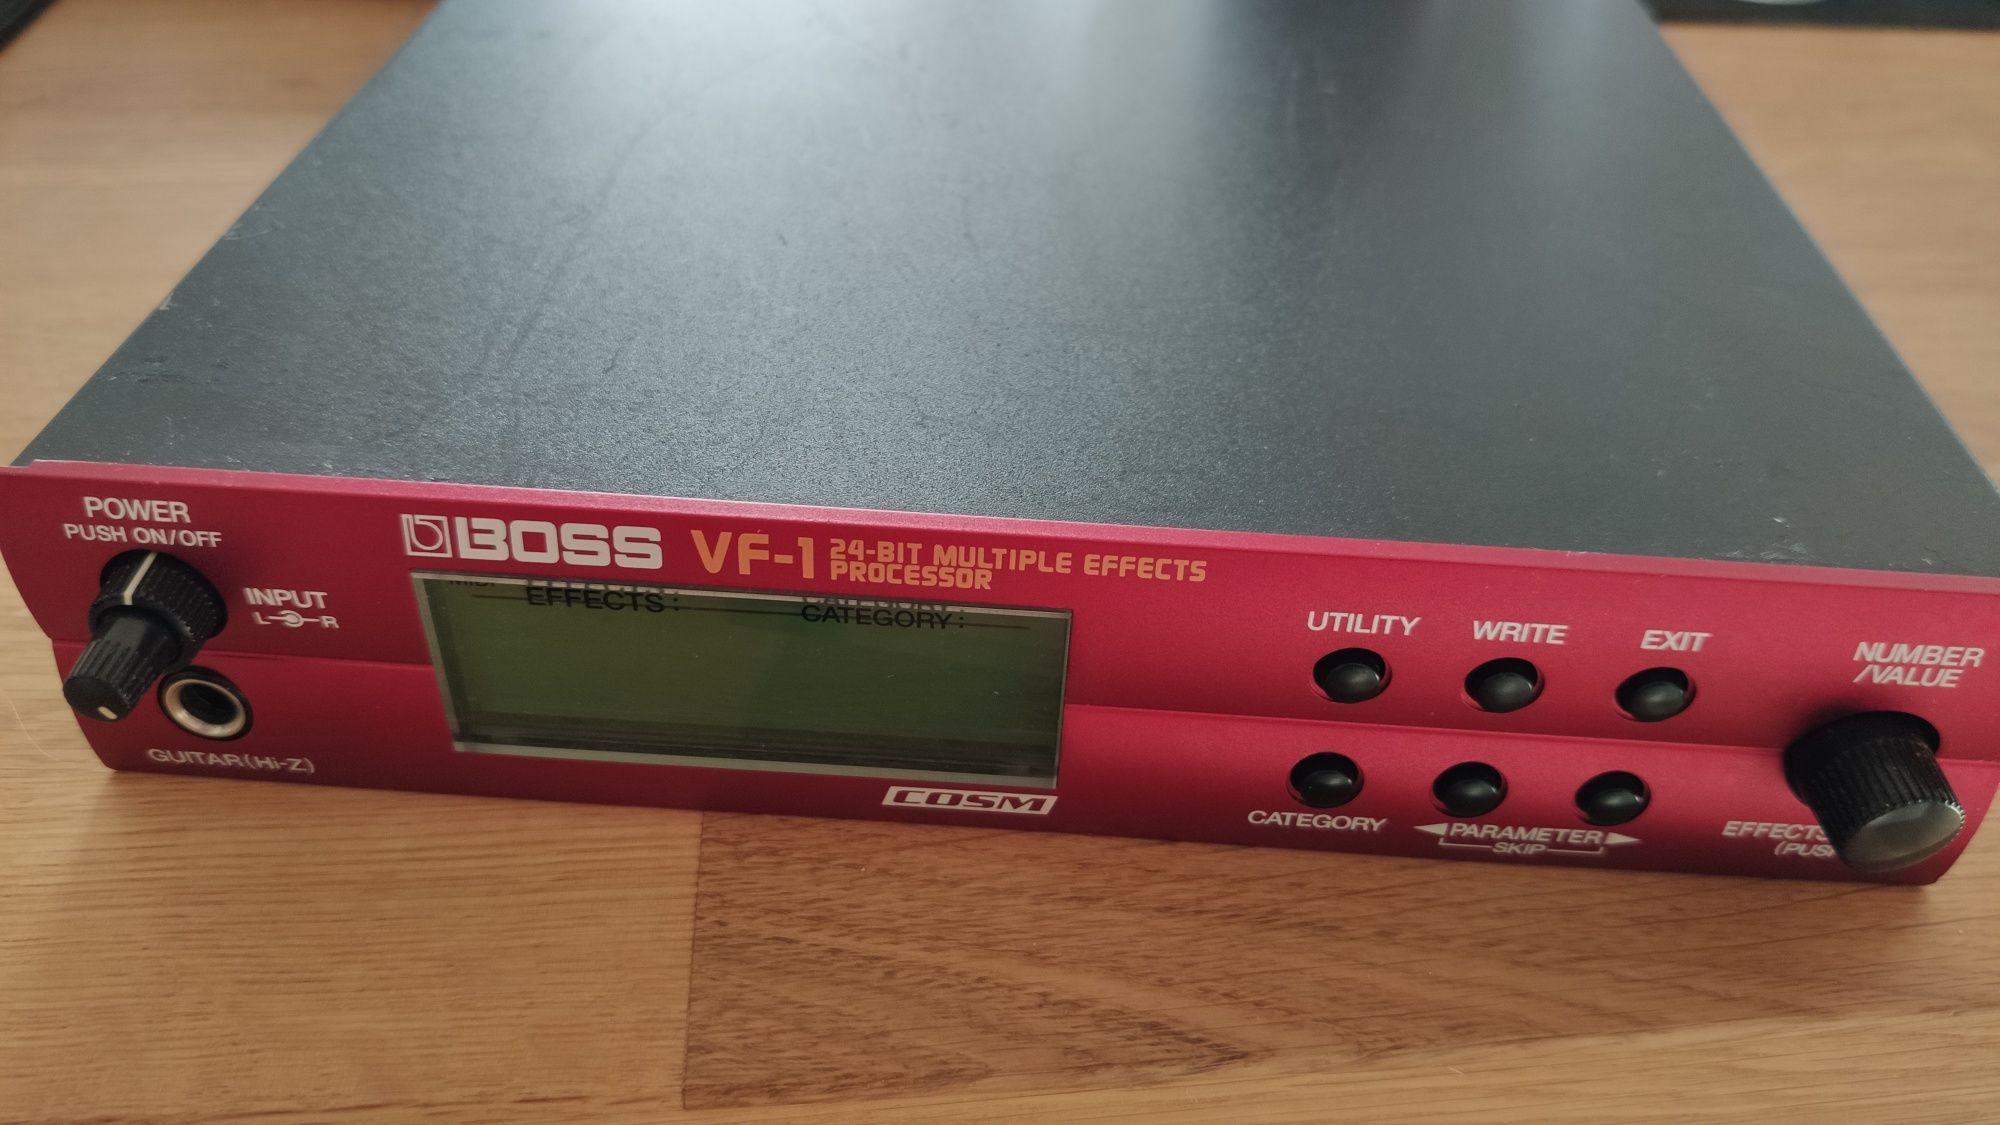 POWER
PUSH ON/OFF
INPUT
L R
GUITAR (Hi-Z)
BOSS VF-1 24-BIT MULTIPLE EFFECTS
PROCESSOR
EFFECTS : CATEGORY :
COSM
UTILITY WRITE EXIT
CATEGORY PARAMETER
SKIP
NUMBER
/VALUE
EFFECTS